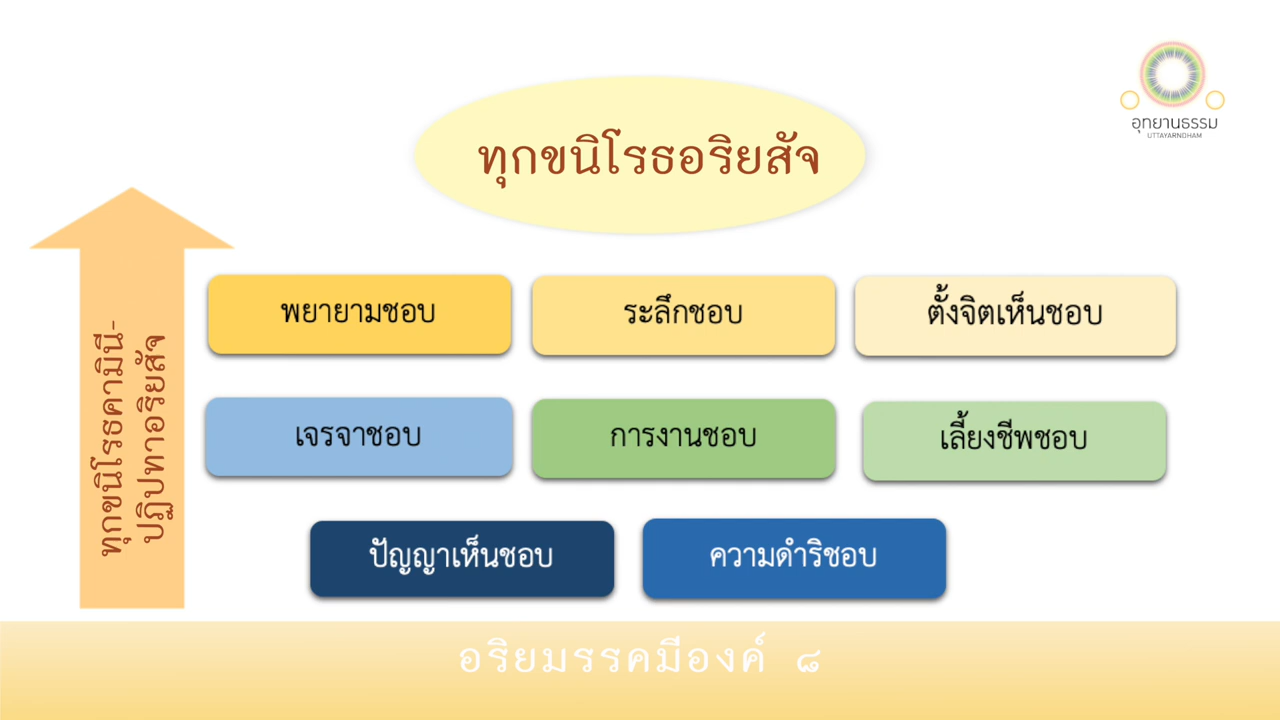 อุทยานธรรม
UTTAYARNDHAM
ทุกขนิโรธอริยสัจ
ทุกขนิโรธคามินี-
ปฏิปทาอริยสัจ
พยายามชอบ
ระลึกชอบ
ตั้งจิตเห็นชอบ
เจรจาชอบ
การงานชอบ
เลี้ยงชีพชอบ
ปัญญาเห็นชอบ
ความดำริชอบ
อริยมรรคมีองค์ ๘